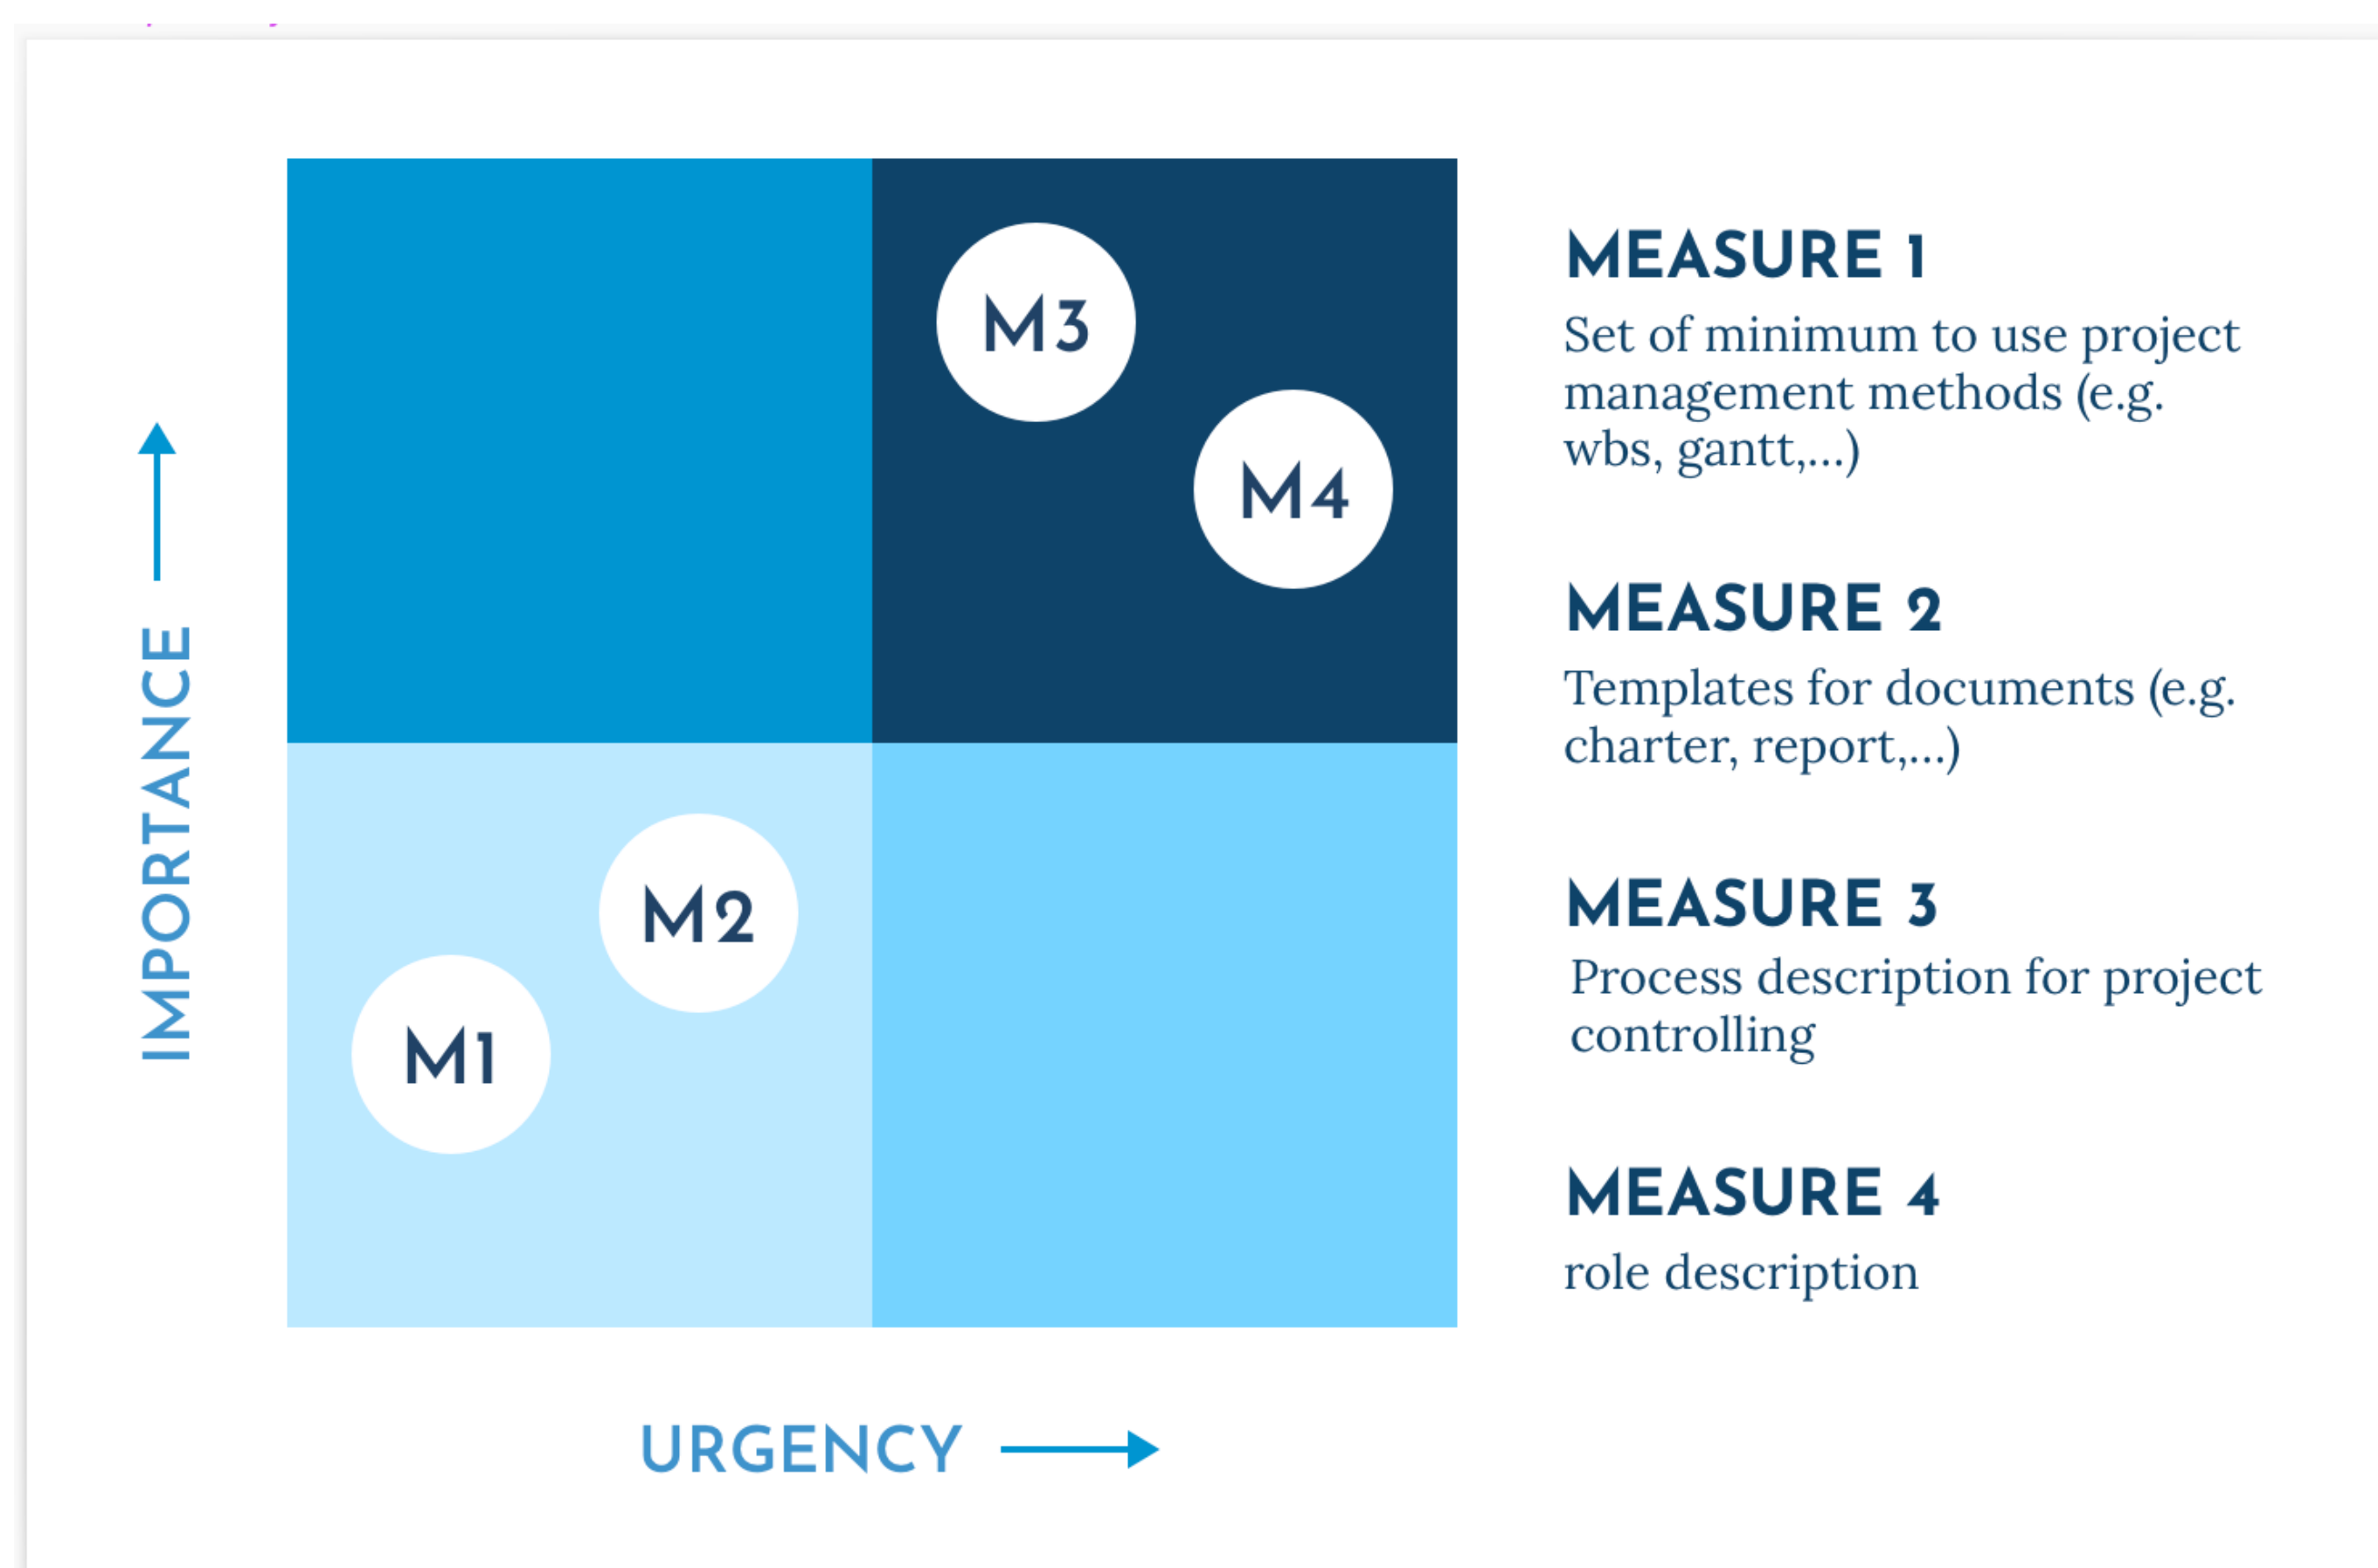 M3
M4
M2
M1
IMPORTANCE
URGENCY
MEASURE 1
Set of minimum to use project
management methods (e.g.
wbs, gantt,...)
MEASURE 2
Templates for documents (e.g.
charter, report,...)
MEASURE 3
Process description for project
controlling
MEASURE 4
role description